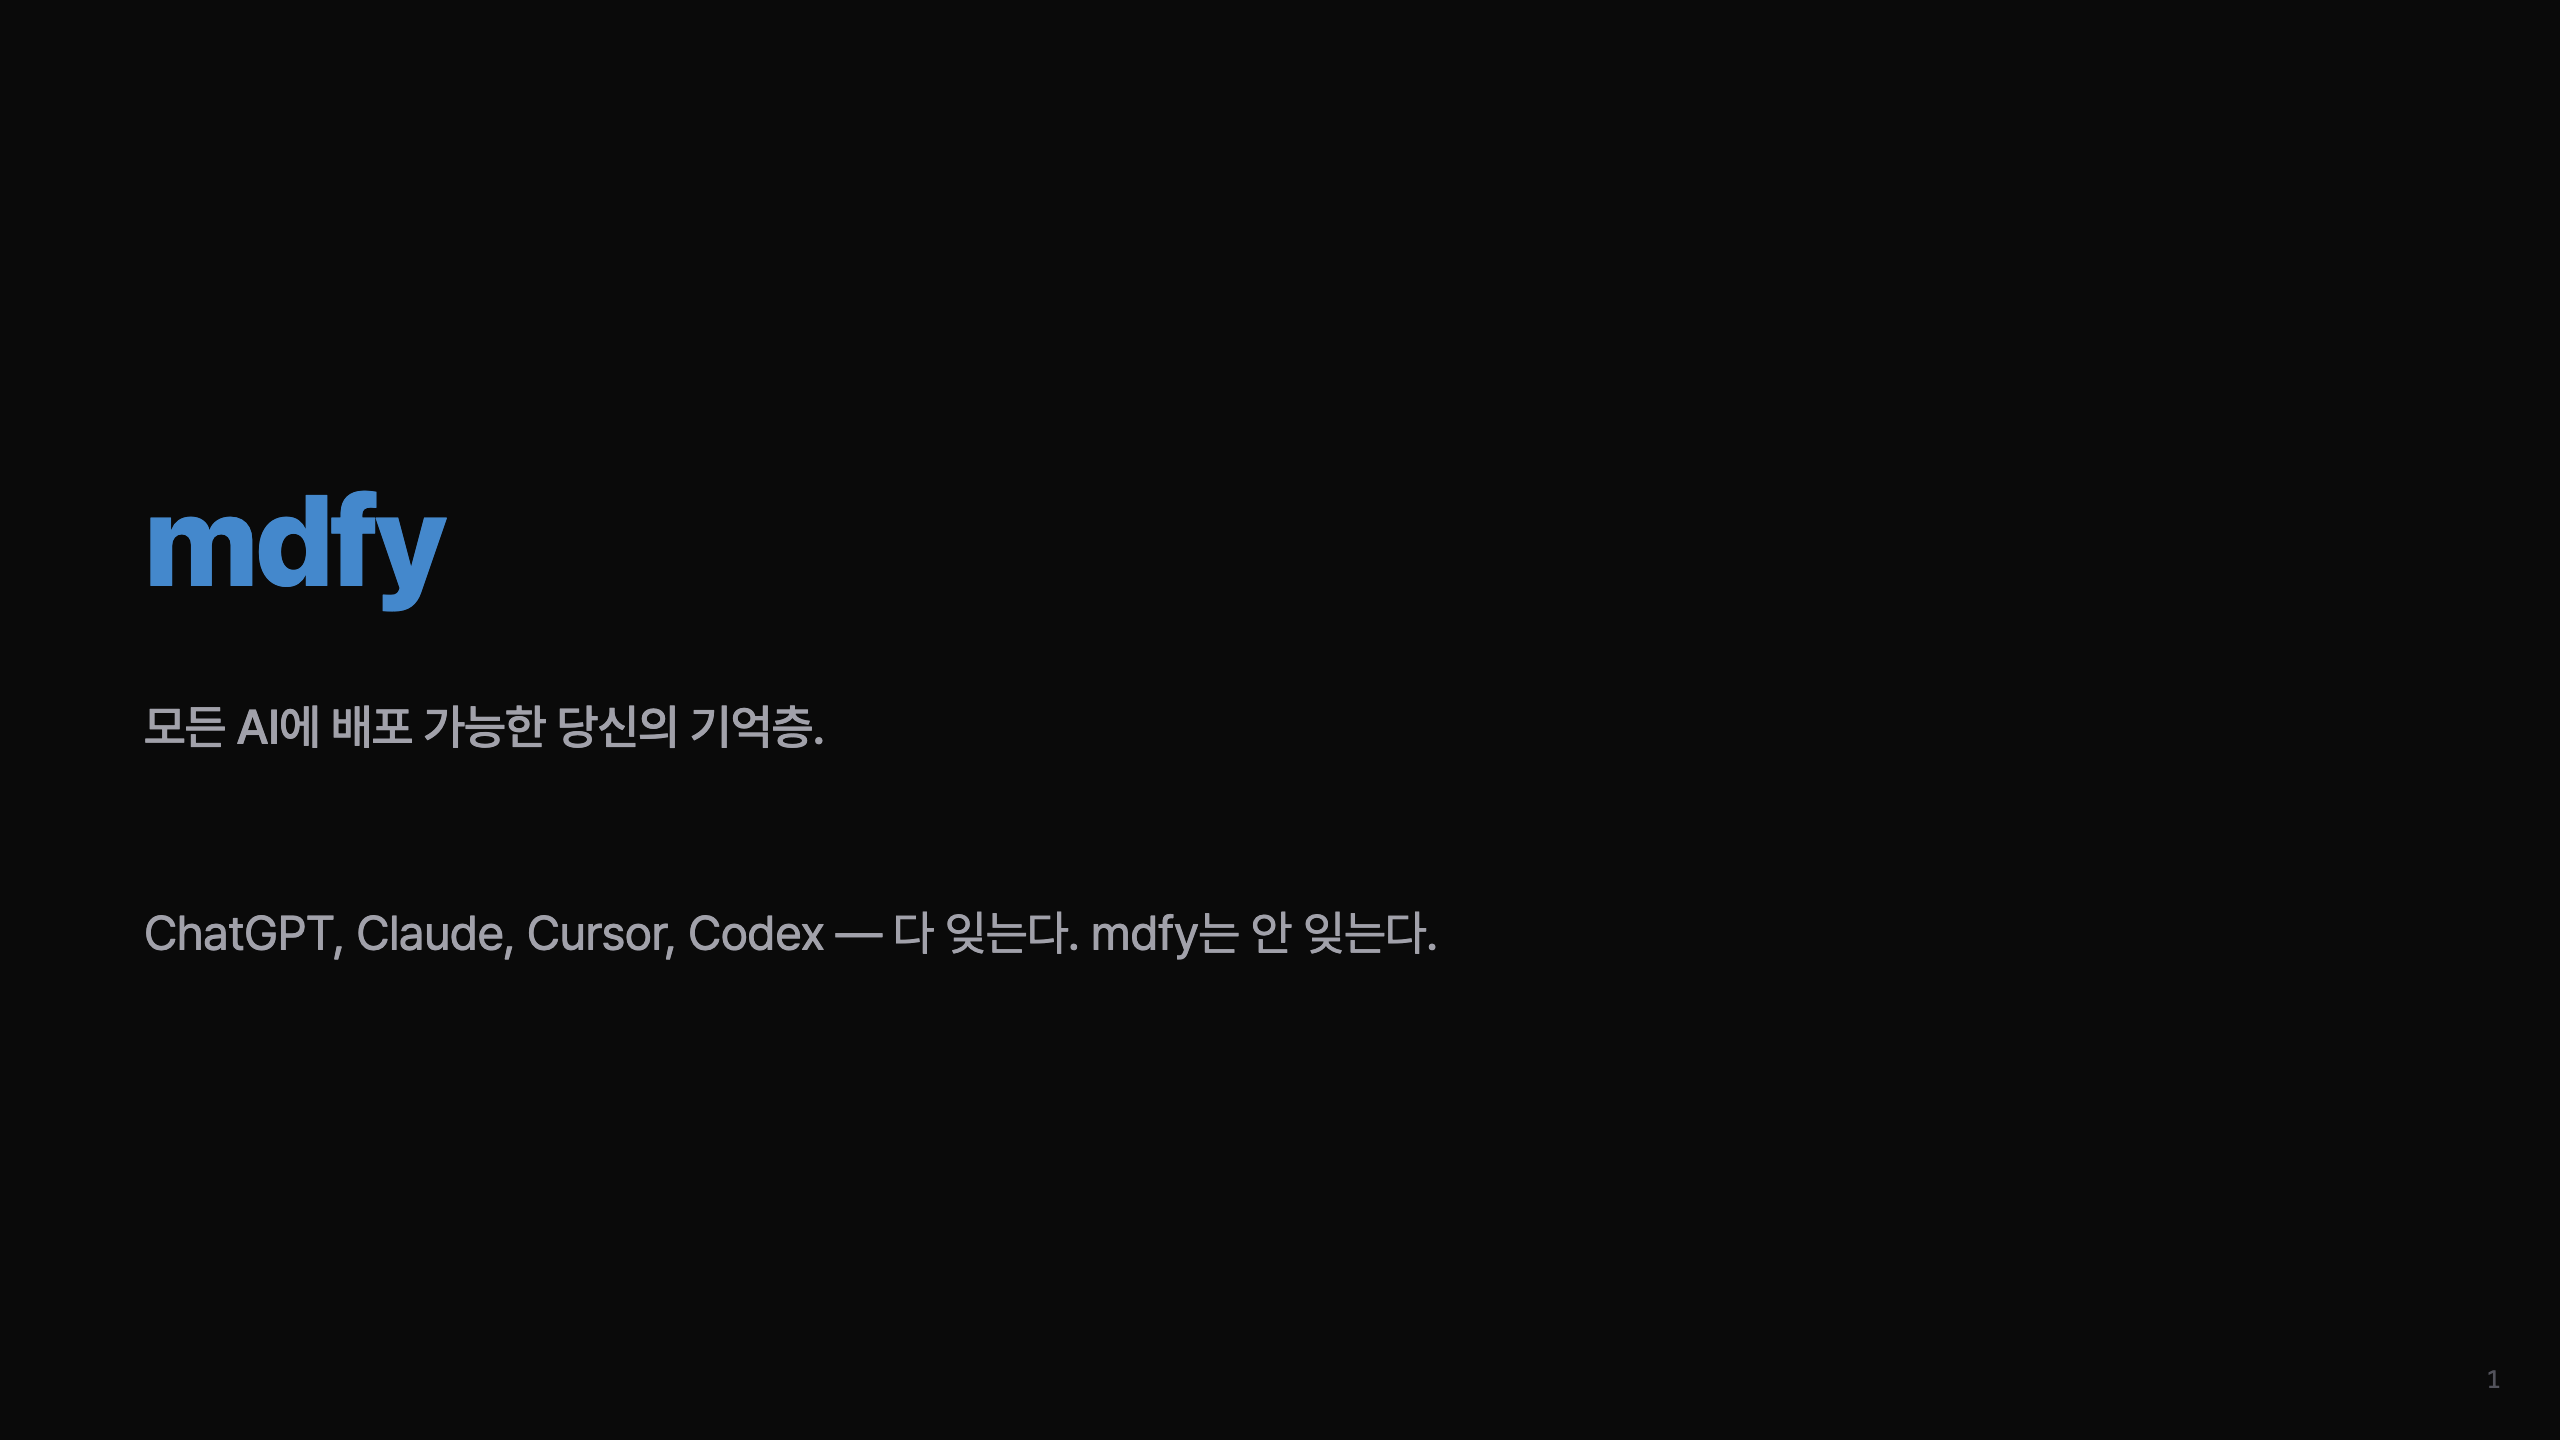 mdfy
모든 AI에 배포 가능한 당신의 기억층.
ChatGPT, Claude, Cursor, Codex — 다 잊는다. mdfy는 안 잊는다.
1